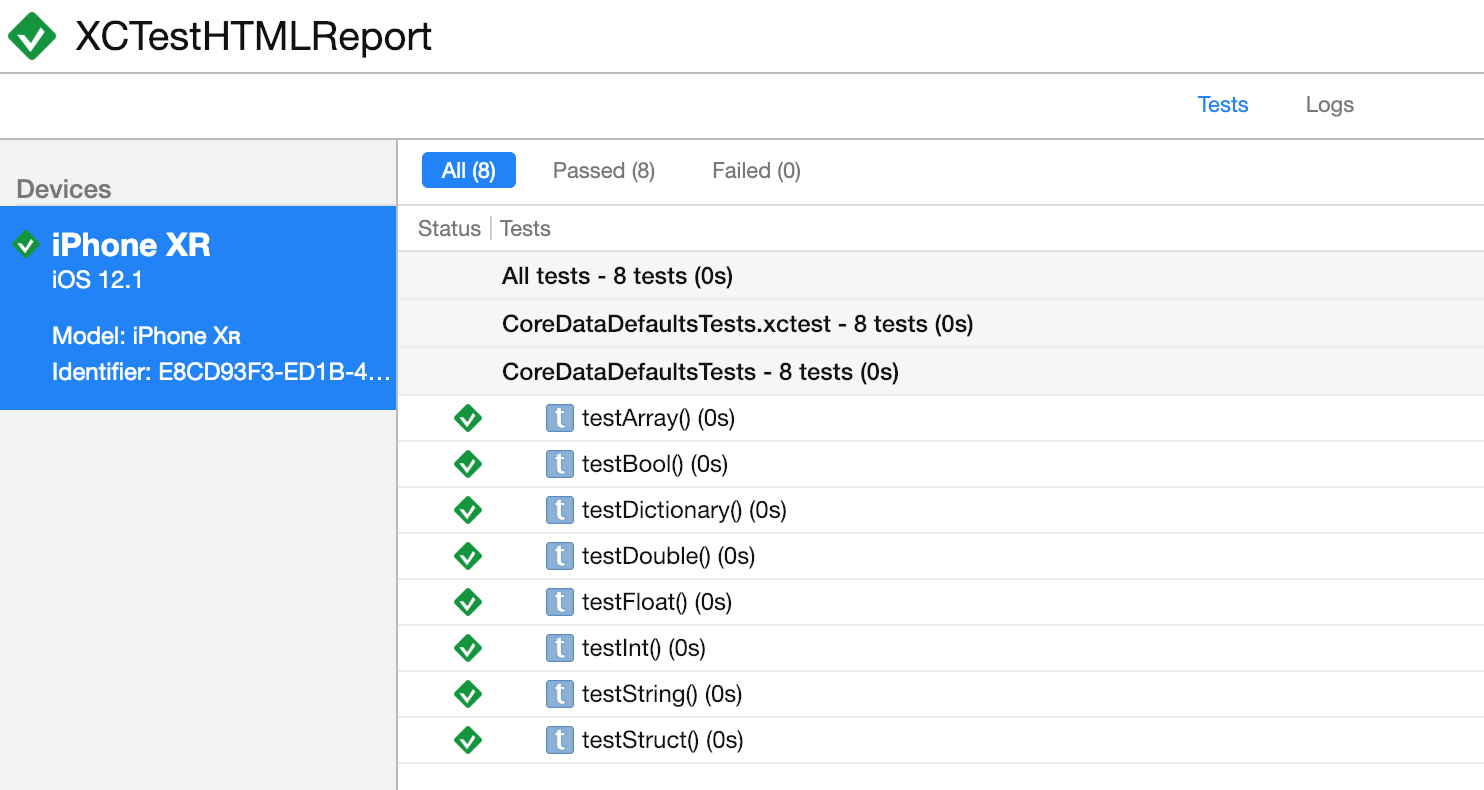 XCTestHTMLReport
Tests Logs
Devices
iPhone XR
iOS 12.1
Model: iPhone Xʀ
Identifier: E8CD93F3-ED1B-4...
All (8) Passed (8) Failed (0)
Status Tests
All tests - 8 tests (0s)
CoreDataDefaultsTests.xctest - 8 tests (0s)
CoreDataDefaultsTests - 8 tests (0s)
t testArray() (0s)
t testBool() (0s)
t testDictionary() (0s)
t testDouble() (0s)
t testFloat() (0s)
t testInt() (0s)
t testString() (0s)
t testStruct() (0s)